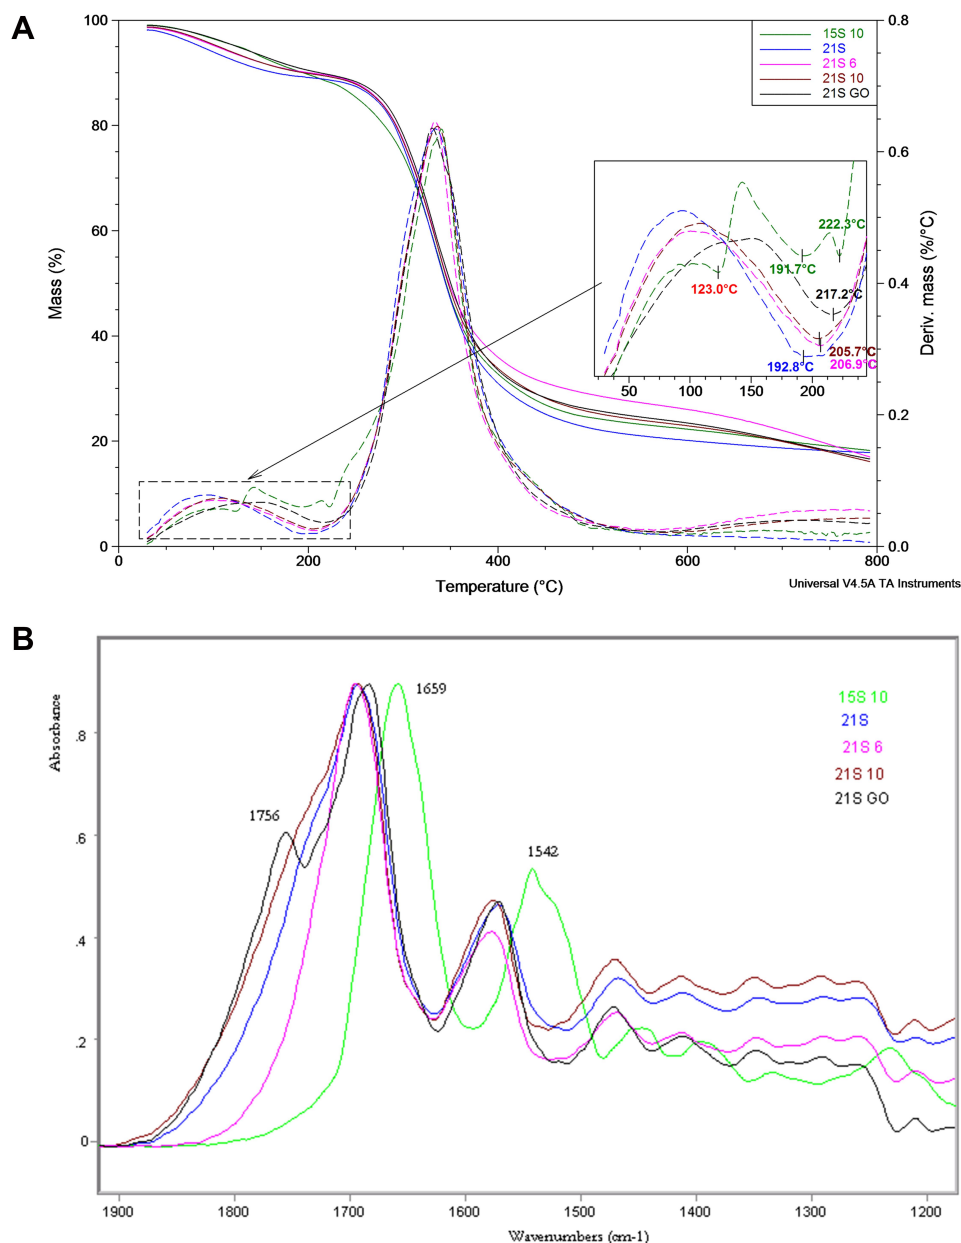 A
100
80
60
40
20
0
Mass (%)
0
200
400
600
800
Temperature (°C)
0.8
0.6
0.4
0.2
0.0
Deriv. mass (%/°C)
15S 10
21S
21S 6
21S 10
21S GO
222.3°C
191.7°C
123.0°C
217.2°C
205.7°C
206.9°C
192.8°C
50
100
150
200
Universal V4.5A TA Instruments
B
Absorbance
.8
.6
.4
.2
0
1659
1756
1542
15S 10
21S
21S 6
21S 10
21S GO
1900
1800
1700
1600
1500
1400
1300
1200
Wavenumbers (cm-1)